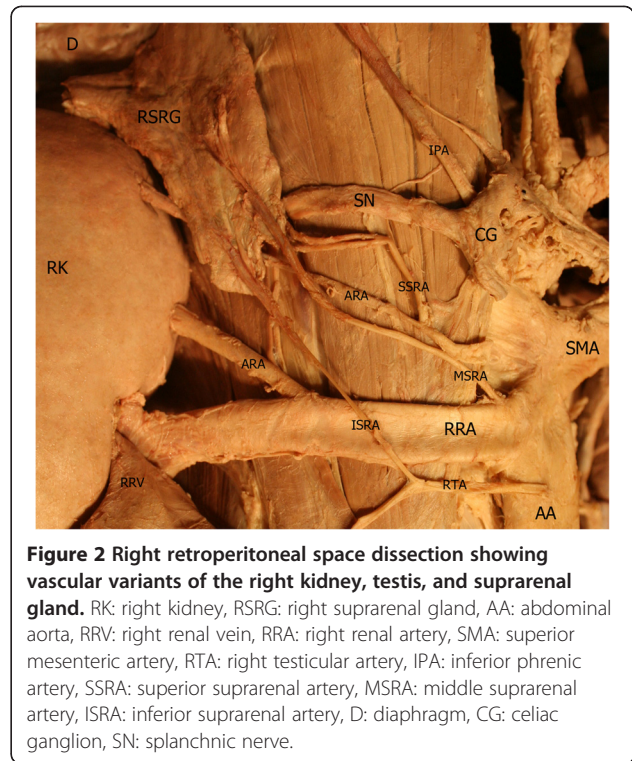 D
RSRG
IPA
SN
CG
RK
ARA
SSRA
SMA
ARA
MSRA
ISRA
RRA
RRV
RTA
AA
Figure 2 Right retroperitoneal space dissection showing
vascular variants of the right kidney, testis, and suprarenal
gland. RK: right kidney, RSRG: right suprarenal gland, AA: abdominal
aorta, RRV: right renal vein, RRA: right renal artery, SMA: superior
mesenteric artery, RTA: right testicular artery, IPA: inferior phrenic
artery, SSRA: superior suprarenal artery, MSRA: middle suprarenal
artery, ISRA: inferior suprarenal artery, D: diaphragm, CG: celiac
ganglion, SN: splanchnic nerve.